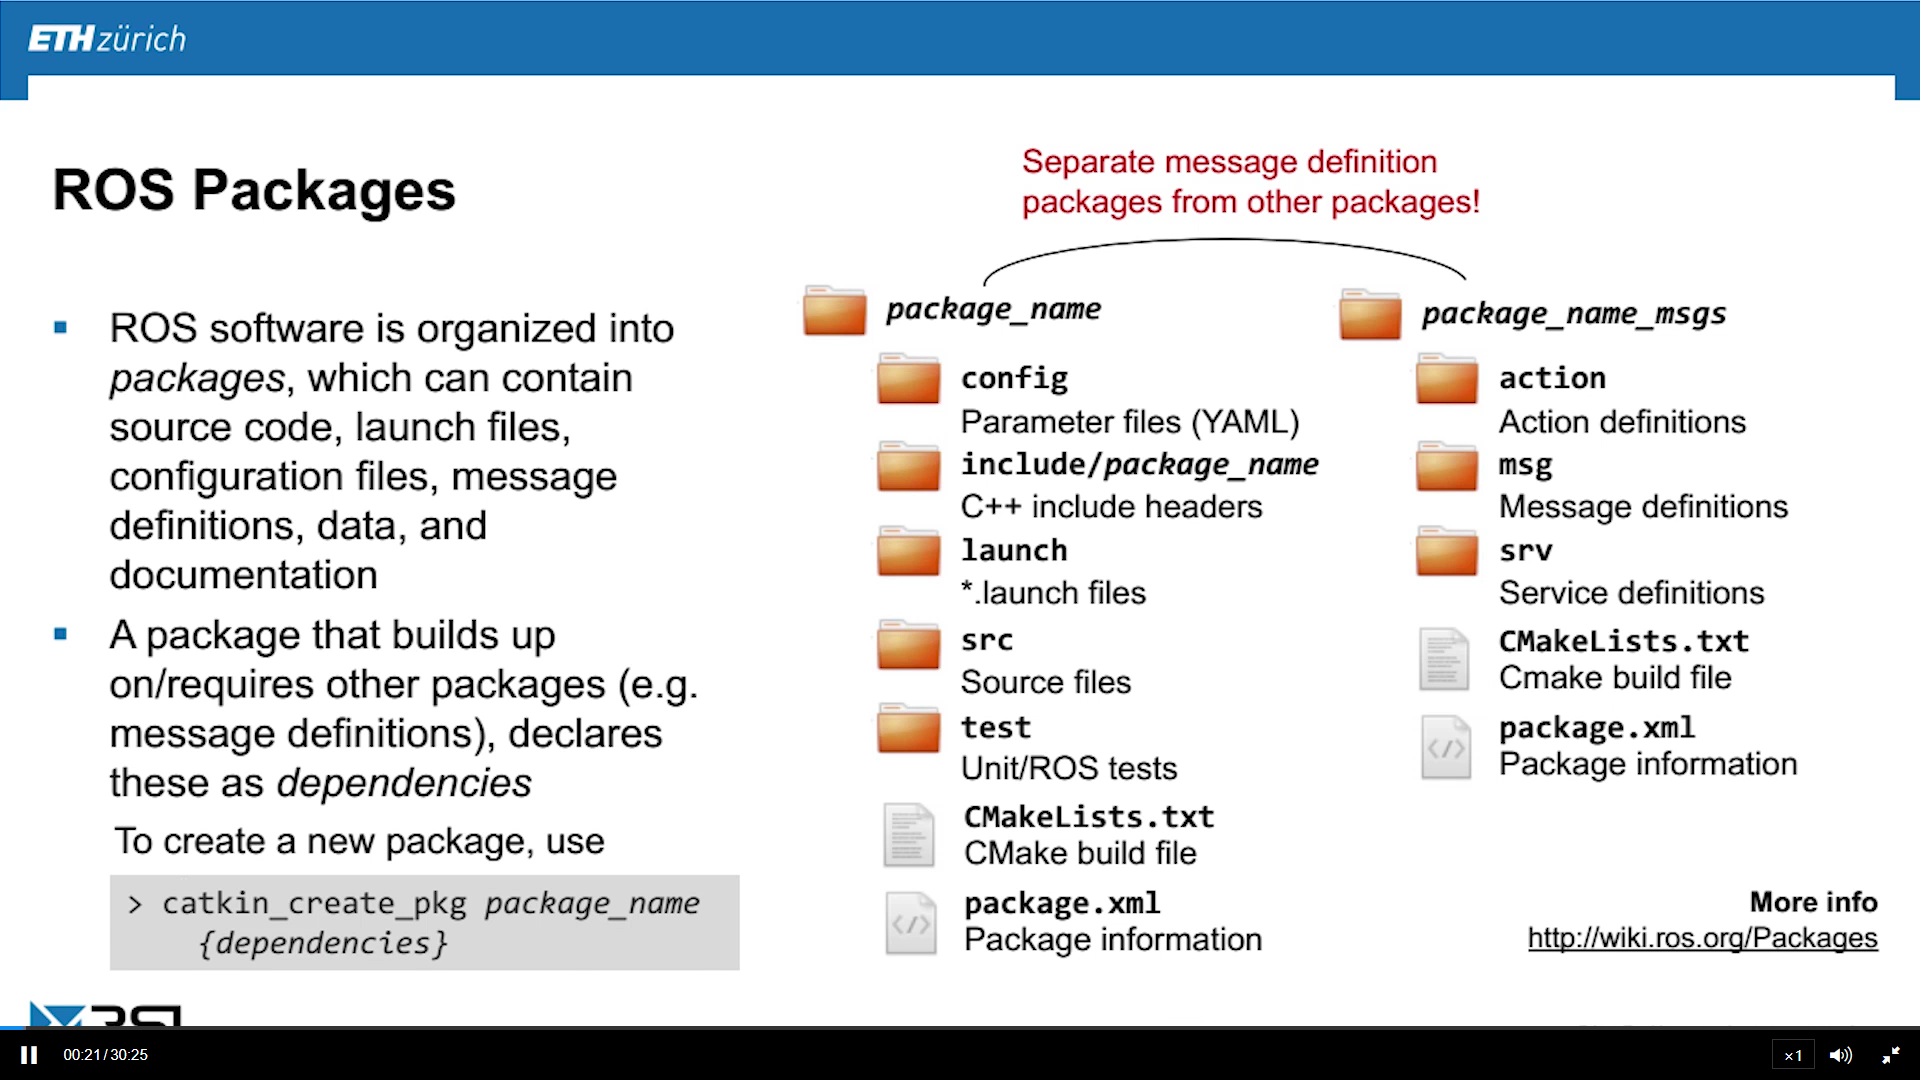 ETH zürich
ROS Packages
ROS software is organized into
packages, which can contain
source code, launch files,
configuration files, message
definitions, data, and
documentation
A package that builds up
on/requires other packages (e.g.
message definitions), declares
these as dependencies
To create a new package, use
> catkin_create_pkg package_name
{dependencies}
Separate message definition
packages from other packages!
package_name
config
Parameter files (YAML)
include/package_name
C++ include headers
launch
*.launch files
src
Source files
test
Unit/ROS tests
CMakeLists.txt
CMake build file
package.xml
Package information
package_name_msgs
action
Action definitions
msg
Message definitions
srv
Service definitions
CMakeLists.txt
Cmake build file
package.xml
Package information
More info
http://wiki.ros.org/Packages
00:21/30:25
×1